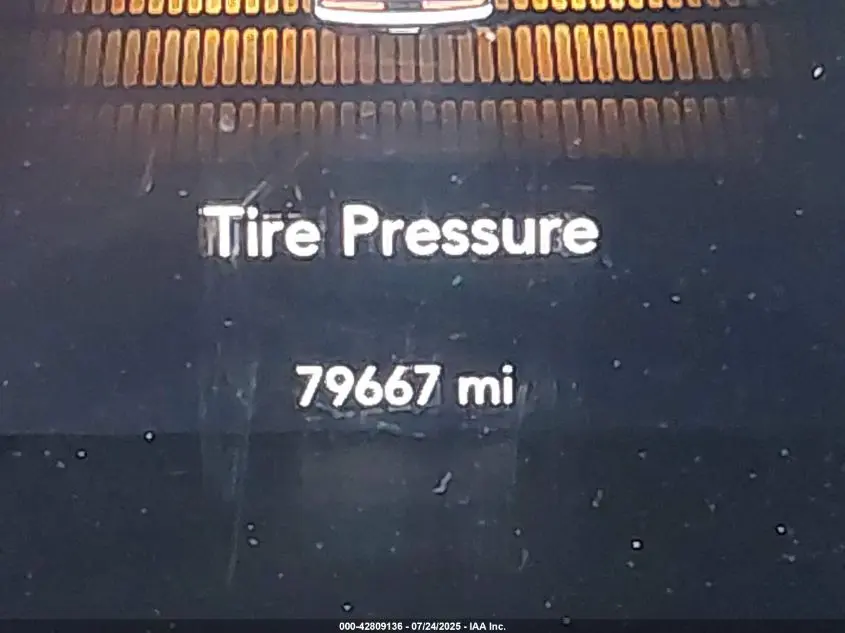 Tire Pressure
79667 mi
000-42809136 - 07/24/2025 - IAA Inc.